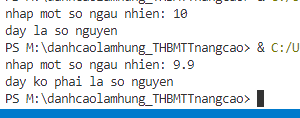 nhap mot so ngau nhien: 10
day la so nguyen
PS M:\danhcaolamhung_THBMTTnangcao> & C:/U
nhap mot so ngau nhien: 9.9
day ko phai la so nguyen
PS M:\danhcaolamhung_THBMTTnangcao>